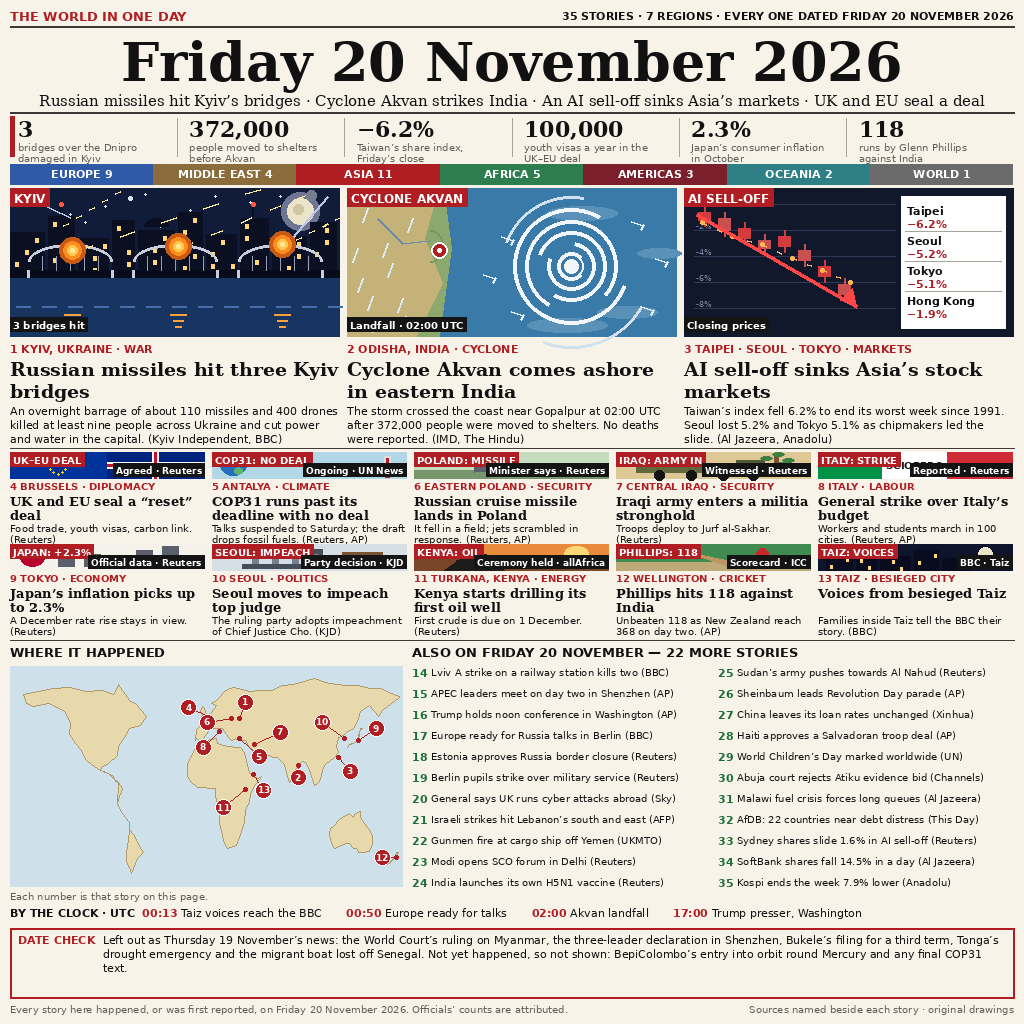 THE WORLD IN ONE DAY
35 STORIES · 7 REGIONS · EVERY ONE DATED FRIDAY 20 NOVEMBER 2026
Friday 20 November 2026
Russian missiles hit Kyiv’s bridges · Cyclone Akvan strikes India · An AI sell-off sinks Asia’s markets · UK and EU seal a deal
3
bridges over the Dnipro
damaged in Kyiv
372,000
people moved to shelters
before Akvan
−6.2%
Taiwan’s share index,
Friday’s close
100,000
youth visas a year in the
UK–EU deal
2.3%
Japan’s consumer inflation
in October
118
runs by Glenn Phillips
against India
EUROPE 9
MIDDLE EAST 4
ASIA 11
AFRICA 5
AMERICAS 3
OCEANIA 2
WORLD 1
KYIV
3 bridges hit
CYCLONE AKVAN
Landfall · 02:00 UTC
AI SELL-OFF
-2%
-4%
-6%
-8%
Taipei
−6.2%
Seoul
−5.2%
Tokyo
−5.1%
Hong Kong
−1.9%
Closing prices
1 KYIV, UKRAINE · WAR
Russian missiles hit three Kyiv
bridges
An overnight barrage of about 110 missiles and 400 drones
killed at least nine people across Ukraine and cut power
and water in the capital. (Kyiv Independent, BBC)
2 ODISHA, INDIA · CYCLONE
Cyclone Akvan comes ashore
in eastern India
The storm crossed the coast near Gopalpur at 02:00 UTC
after 372,000 people were moved to shelters. No deaths
were reported. (IMD, The Hindu)
3 TAIPEI · SEOUL · TOKYO · MARKETS
AI sell-off sinks Asia’s stock
markets
Taiwan’s index fell 6.2% to end its worst week since 1991.
Seoul lost 5.2% and Tokyo 5.1% as chipmakers led the
slide. (Al Jazeera, Anadolu)
UK–EU DEAL
Agreed · Reuters
4 BRUSSELS · DIPLOMACY
UK and EU seal a “reset”
deal
Food trade, youth visas, carbon link.
(Reuters)
COP31: NO DEAL
Ongoing · UN News
5 ANTALYA · CLIMATE
COP31 runs past its
deadline with no deal
Talks suspended to Saturday; the draft
drops fossil fuels. (Reuters, AP)
POLAND: MISSILE
Minister says · Reuters
6 EASTERN POLAND · SECURITY
Russian cruise missile
lands in Poland
It fell in a field; jets scrambled in
response. (Reuters, AP)
IRAQ: ARMY IN
Witnessed · Reuters
7 CENTRAL IRAQ · SECURITY
Iraqi army enters a militia
stronghold
Troops deploy to Jurf al-Sakhar.
(Reuters)
ITALY: STRIKE
Reported · Reuters
8 ITALY · LABOUR
General strike over Italy’s
budget
Workers and students march in 100
cities. (Reuters, AP)
JAPAN: +2.3%
Official data · Reuters
9 TOKYO · ECONOMY
Japan’s inflation picks up
to 2.3%
A December rate rise stays in view.
(Reuters)
SEOUL: IMPEACH
Party decision · KJD
10 SEOUL · POLITICS
Seoul moves to impeach
top judge
The ruling party adopts impeachment
of Chief Justice Cho. (KJD)
KENYA: OIL
Ceremony held · allAfrica
11 TURKANA, KENYA · ENERGY
Kenya starts drilling its
first oil well
First crude is due on 1 December.
(Reuters)
PHILLIPS: 118
Scorecard · ICC
12 WELLINGTON · CRICKET
Phillips hits 118 against
India
Unbeaten 118 as New Zealand reach
368 on day two. (AP)
TAIZ: VOICES
BBC · Taiz
13 TAIZ · BESIEGED CITY
Voices from besieged Taiz
Families inside Taiz tell the BBC their
story. (BBC)
WHERE IT HAPPENED
4
1
6
10
9
7
8
5
2
3
13
11
12
Each number is that story on this page.
ALSO ON FRIDAY 20 NOVEMBER — 22 MORE STORIES
14 Lviv A strike on a railway station kills two (BBC)
15 APEC leaders meet on day two in Shenzhen (AP)
16 Trump holds noon conference in Washington (AP)
17 Europe ready for Russia talks in Berlin (BBC)
18 Estonia approves Russia border closure (Reuters)
19 Berlin pupils strike over military service (Reuters)
20 General says UK runs cyber attacks abroad (Sky)
21 Israeli strikes hit Lebanon’s south and east (AFP)
22 Gunmen fire at cargo ship off Yemen (UKMTO)
23 Modi opens SCO forum in Delhi (Reuters)
24 India launches its own H5N1 vaccine (Reuters)
25 Sudan’s army pushes towards Al Nahud (Reuters)
26 Sheinbaum leads Revolution Day parade (AP)
27 China leaves its loan rates unchanged (Xinhua)
28 Haiti approves a Salvadoran troop deal (AP)
29 World Children’s Day marked worldwide (UN)
30 Abuja court rejects Atiku evidence bid (Channels)
31 Malawi fuel crisis forces long queues (Al Jazeera)
32 AfDB: 22 countries near debt distress (This Day)
33 Sydney shares slide 1.6% in AI sell-off (Reuters)
34 SoftBank shares fall 14.5% in a day (Al Jazeera)
35 Kospi ends the week 7.9% lower (Anadolu)
BY THE CLOCK · UTC 00:13 Taiz voices reach the BBC 00:50 Europe ready for talks 02:00 Akvan landfall 17:00 Trump presser, Washington
DATE CHECK Left out as Thursday 19 November’s news: the World Court’s ruling on Myanmar, the three-leader declaration in Shenzhen, Bukele’s filing for a third term, Tonga’s
drought emergency and the migrant boat lost off Senegal. Not yet happened, so not shown: BepiColombo’s entry into orbit round Mercury and any final COP31
text.
Every story here happened, or was first reported, on Friday 20 November 2026. Officials’ counts are attributed.
Sources named beside each story · original drawings